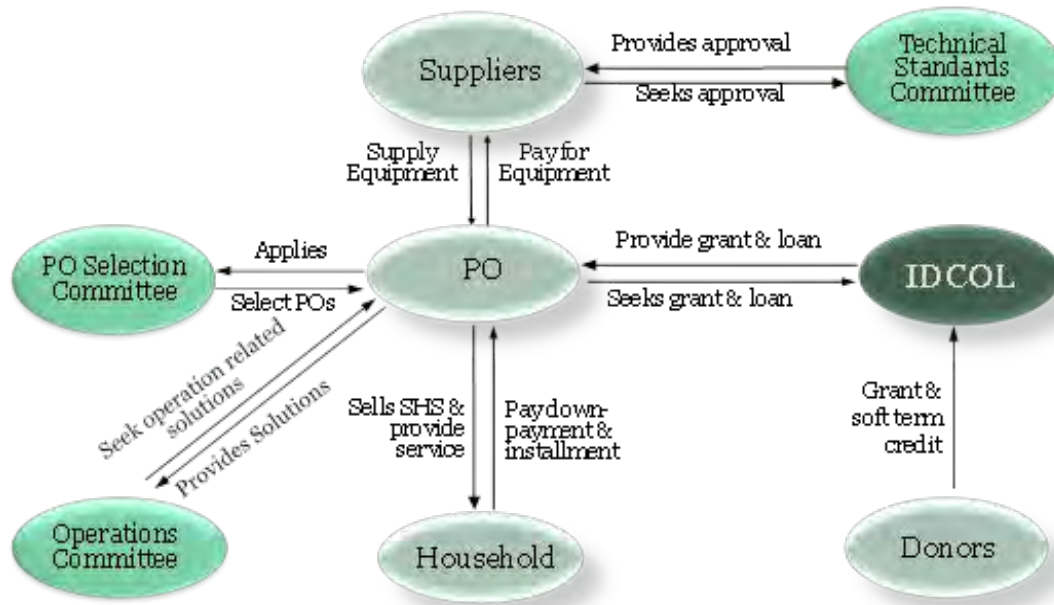 Provides approval
Suppliers
Technical
Standards
Committee
Seeks approval
Supply
Equipment
Pay for
Equipment
PO Selection
Committee
Applies
Select POs
PO
Provide grant & loan
Seeks grant & loan
IDCOL
Seek operation related
solutions
Provides Solutions
Sells SHS &
provide
service
Pay down-
payment &
installment
Grant &
soft term
credit
Operations
Committee
Household
Donors